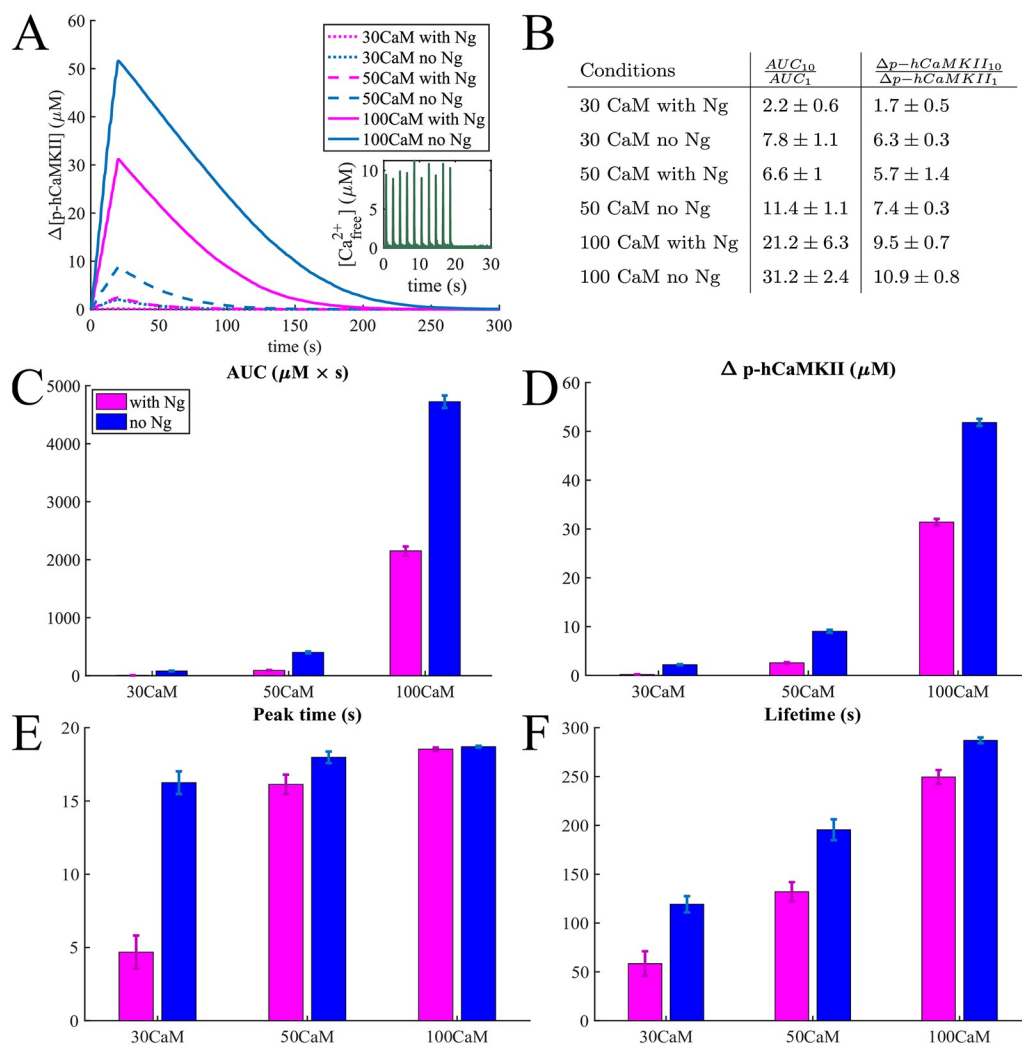 A
60
50
40
30
20
10
0
Δ[p-hCaMKII] (μM)
0 50 100 150 200 250 300
time (s)
30CaM with Ng
30CaM no Ng
50CaM with Ng
50CaM no Ng
100CaM with Ng
100CaM no Ng
[Ca²⁺free] (μM)
10
5
0
0 10 20 30
time (s)
B
Conditions AUC₁₀/AUC₁ Δp−hCaMKII₁₀/Δp−hCaMKII₁
30 CaM with Ng 2.2 ± 0.6 1.7 ± 0.5
30 CaM no Ng 7.8 ± 1.1 6.3 ± 0.3
50 CaM with Ng 6.6 ± 1 5.7 ± 1.4
50 CaM no Ng 11.4 ± 1.1 7.4 ± 0.3
100 CaM with Ng 21.2 ± 6.3 9.5 ± 0.7
100 CaM no Ng 31.2 ± 2.4 10.9 ± 0.8
C
AUC (μM × s)
5000
4000
3000
2000
1000
0
with Ng
no Ng
30CaM 50CaM 100CaM
D
Δ p-hCaMKII (μM)
60
50
40
30
20
10
0
30CaM 50CaM 100CaM
E
Peak time (s)
20
15
10
5
0
30CaM 50CaM 100CaM
F
Lifetime (s)
300
250
200
150
100
50
0
30CaM 50CaM 100CaM